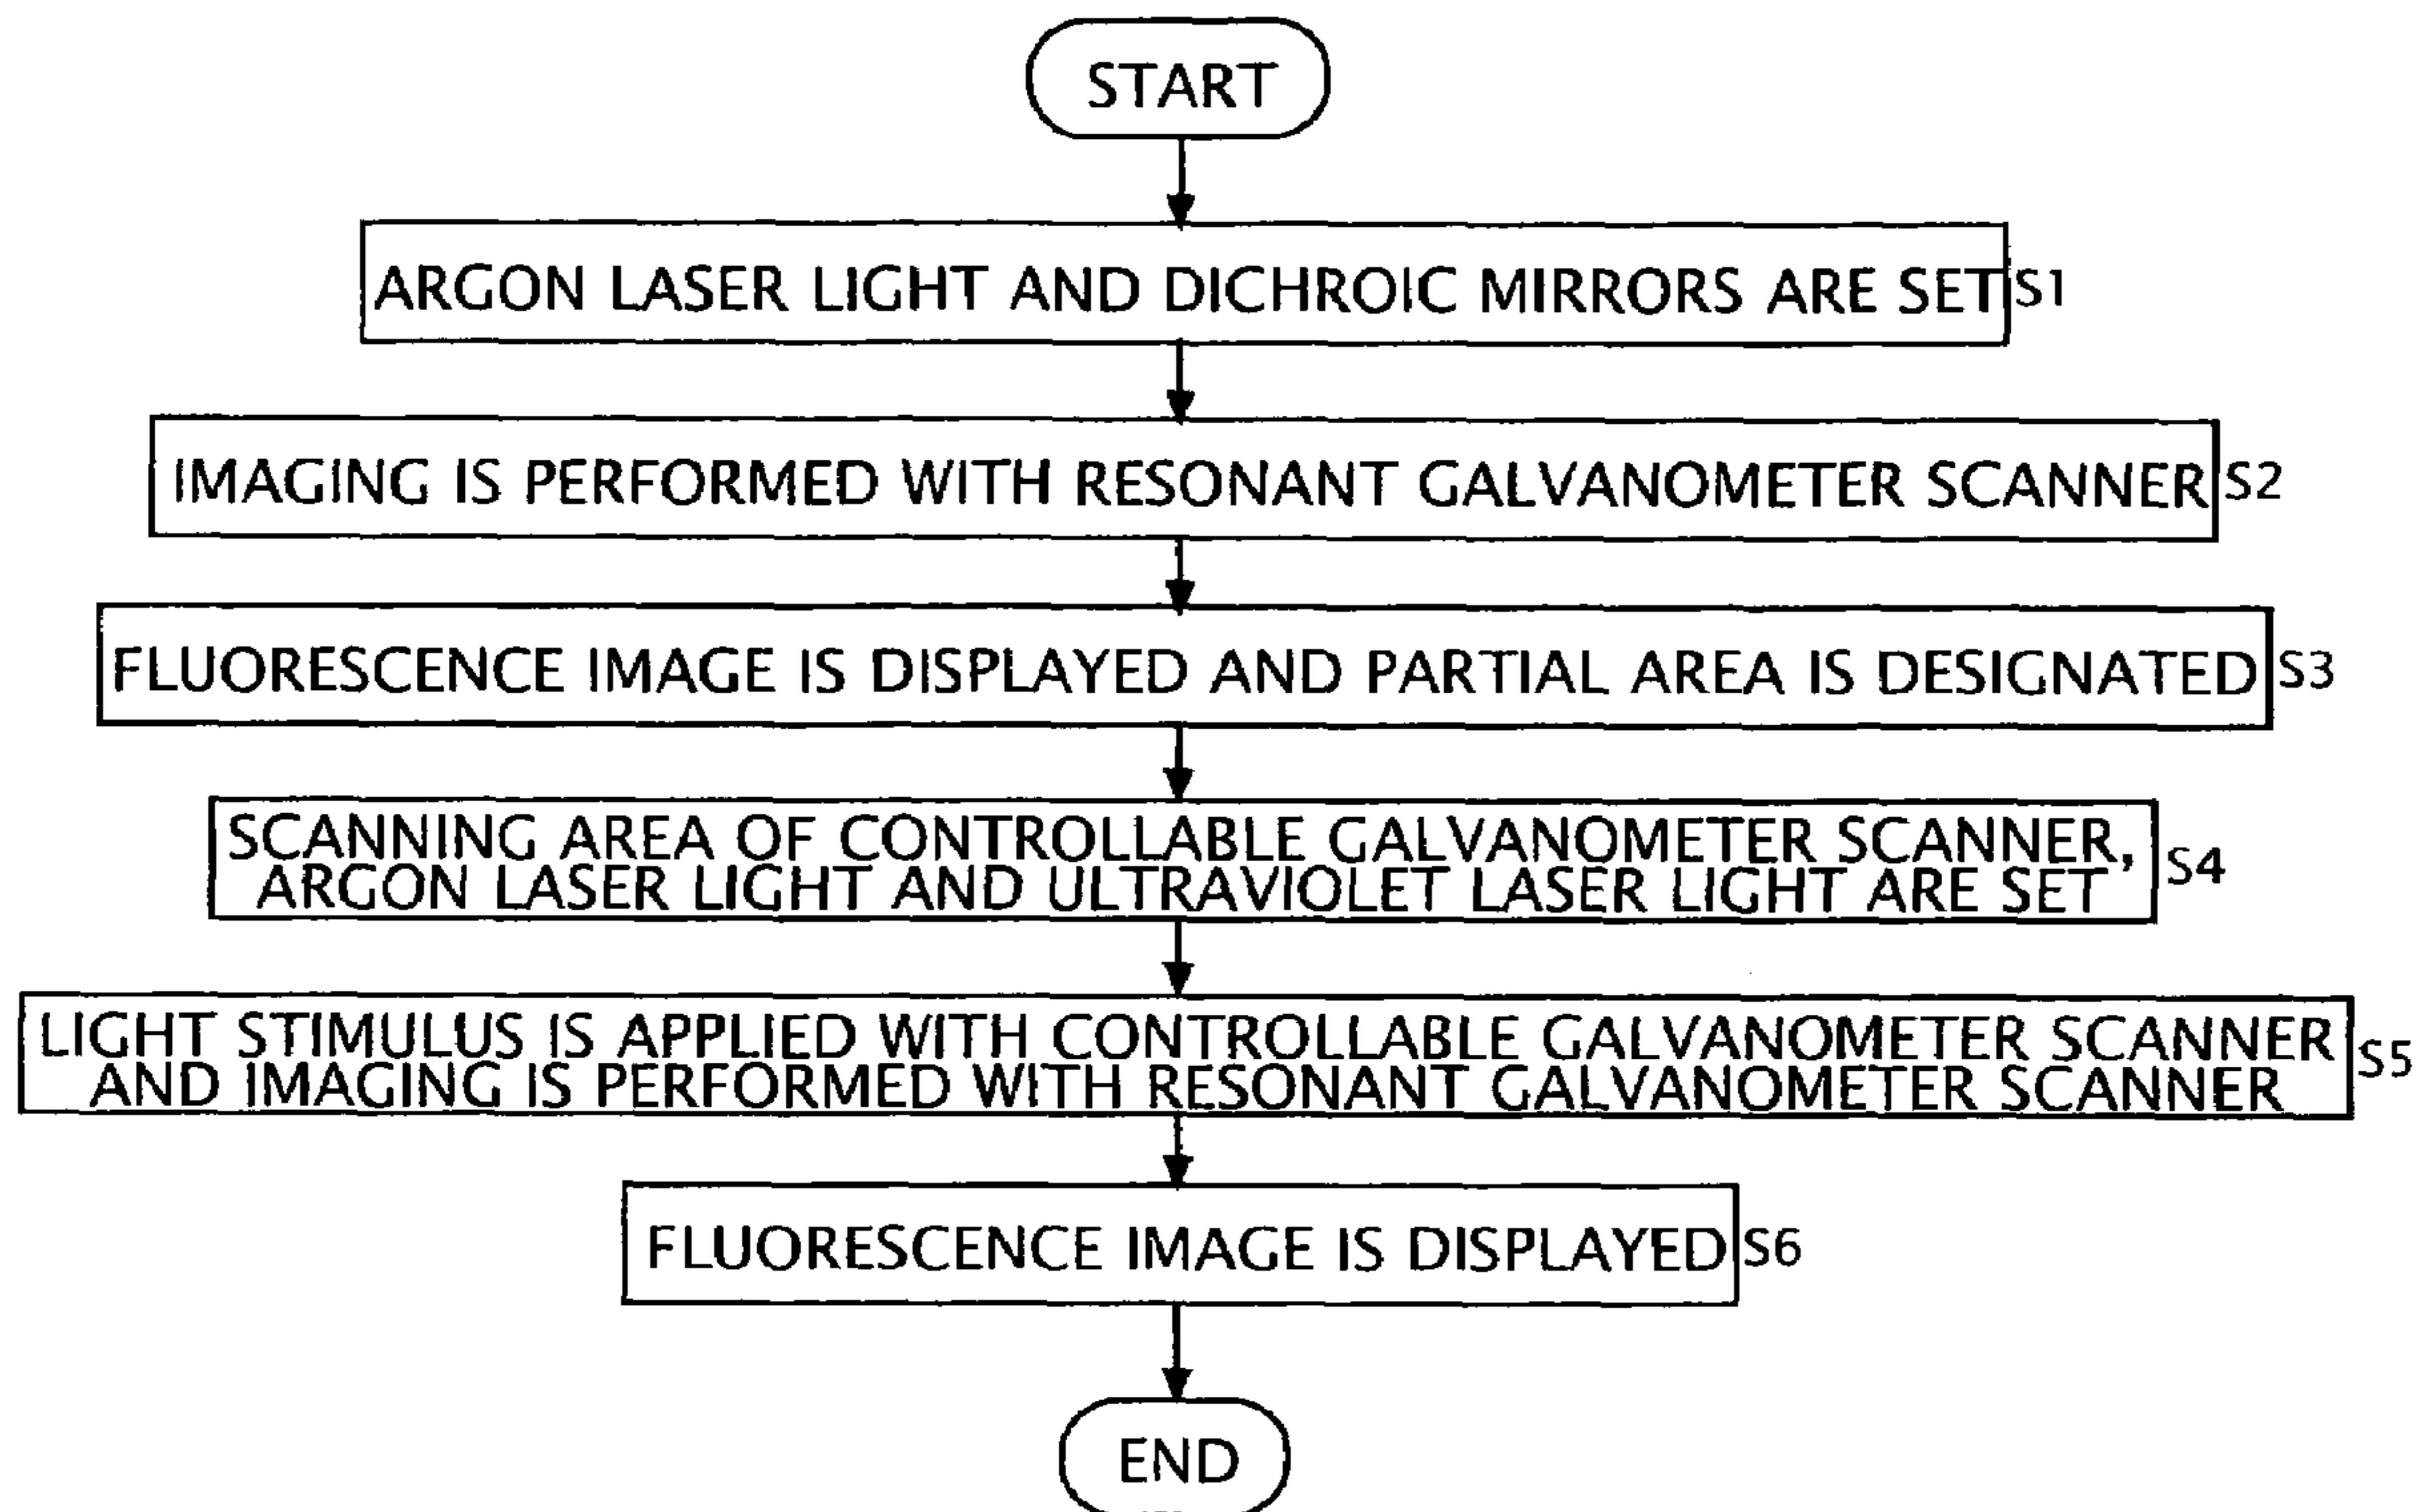 START
ARGON LASER LIGHT AND DICHROIC MIRRORS ARE SET S1
IMAGING IS PERFORMED WITH RESONANT GALVANOMETER SCANNER S2
FLUORESCENCE IMAGE IS DISPLAYED AND PARTIAL AREA IS DESIGNATED S3
SCANNING AREA OF CONTROLLABLE GALVANOMETER SCANNER,
ARGON LASER LIGHT AND ULTRAVIOLET LASER LIGHT ARE SET S4
LIGHT STIMULUS IS APPLIED WITH CONTROLLABLE GALVANOMETER SCANNER
AND IMAGING IS PERFORMED WITH RESONANT GALVANOMETER SCANNER S5
FLUORESCENCE IMAGE IS DISPLAYED S6
END